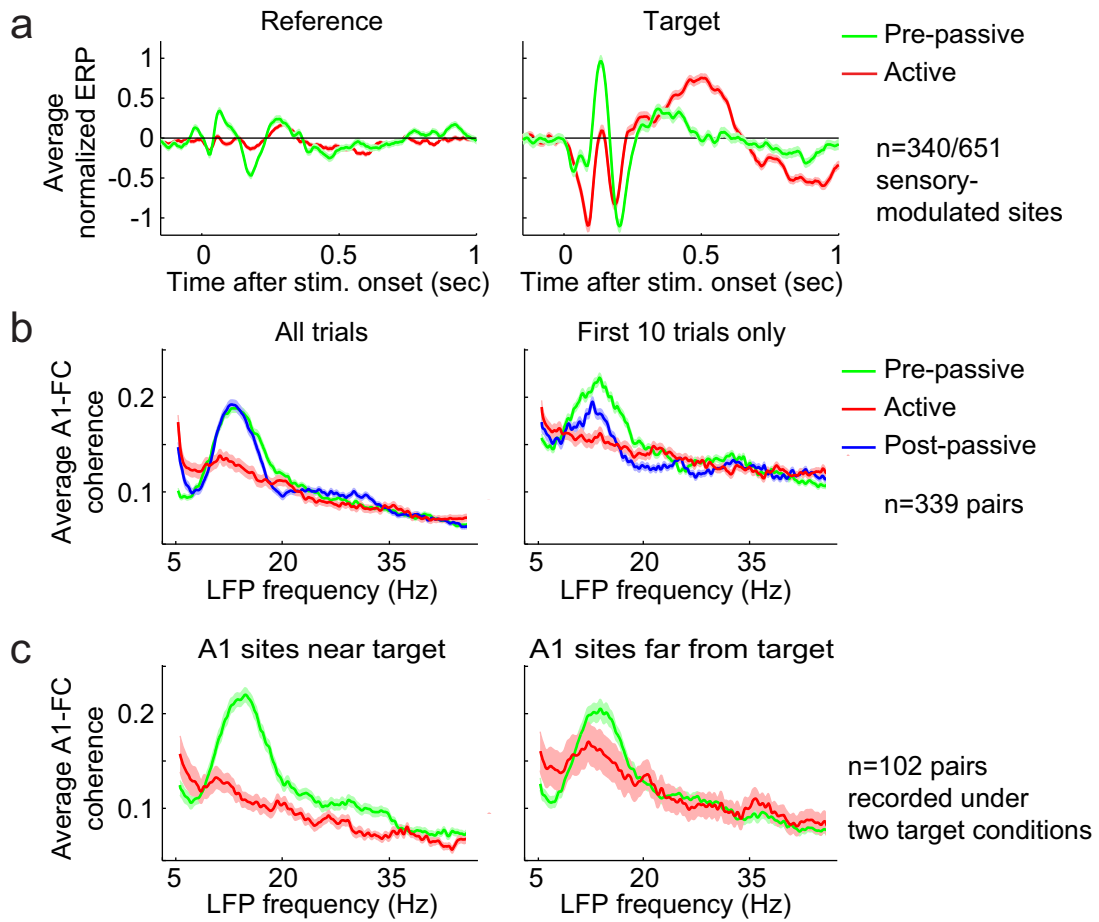 a
Reference
Target
Pre-passive
Active
Average
normalized ERP
1
0.5
0
-0.5
-1
n=340/651
sensory-
modulated sites
0
0.5
1
0
0.5
1
Time after stim. onset (sec)
Time after stim. onset (sec)
b
All trials
First 10 trials only
Average A1-FC
coherence
0.2
0.1
Pre-passive
Active
Post-passive
n=339 pairs
5
20
35
5
20
35
LFP frequency (Hz)
LFP frequency (Hz)
c
A1 sites near target
A1 sites far from target
Average A1-FC
coherence
0.2
0.1
n=102 pairs
recorded under
two target conditions
5
20
35
5
20
35
LFP frequency (Hz)
LFP frequency (Hz)